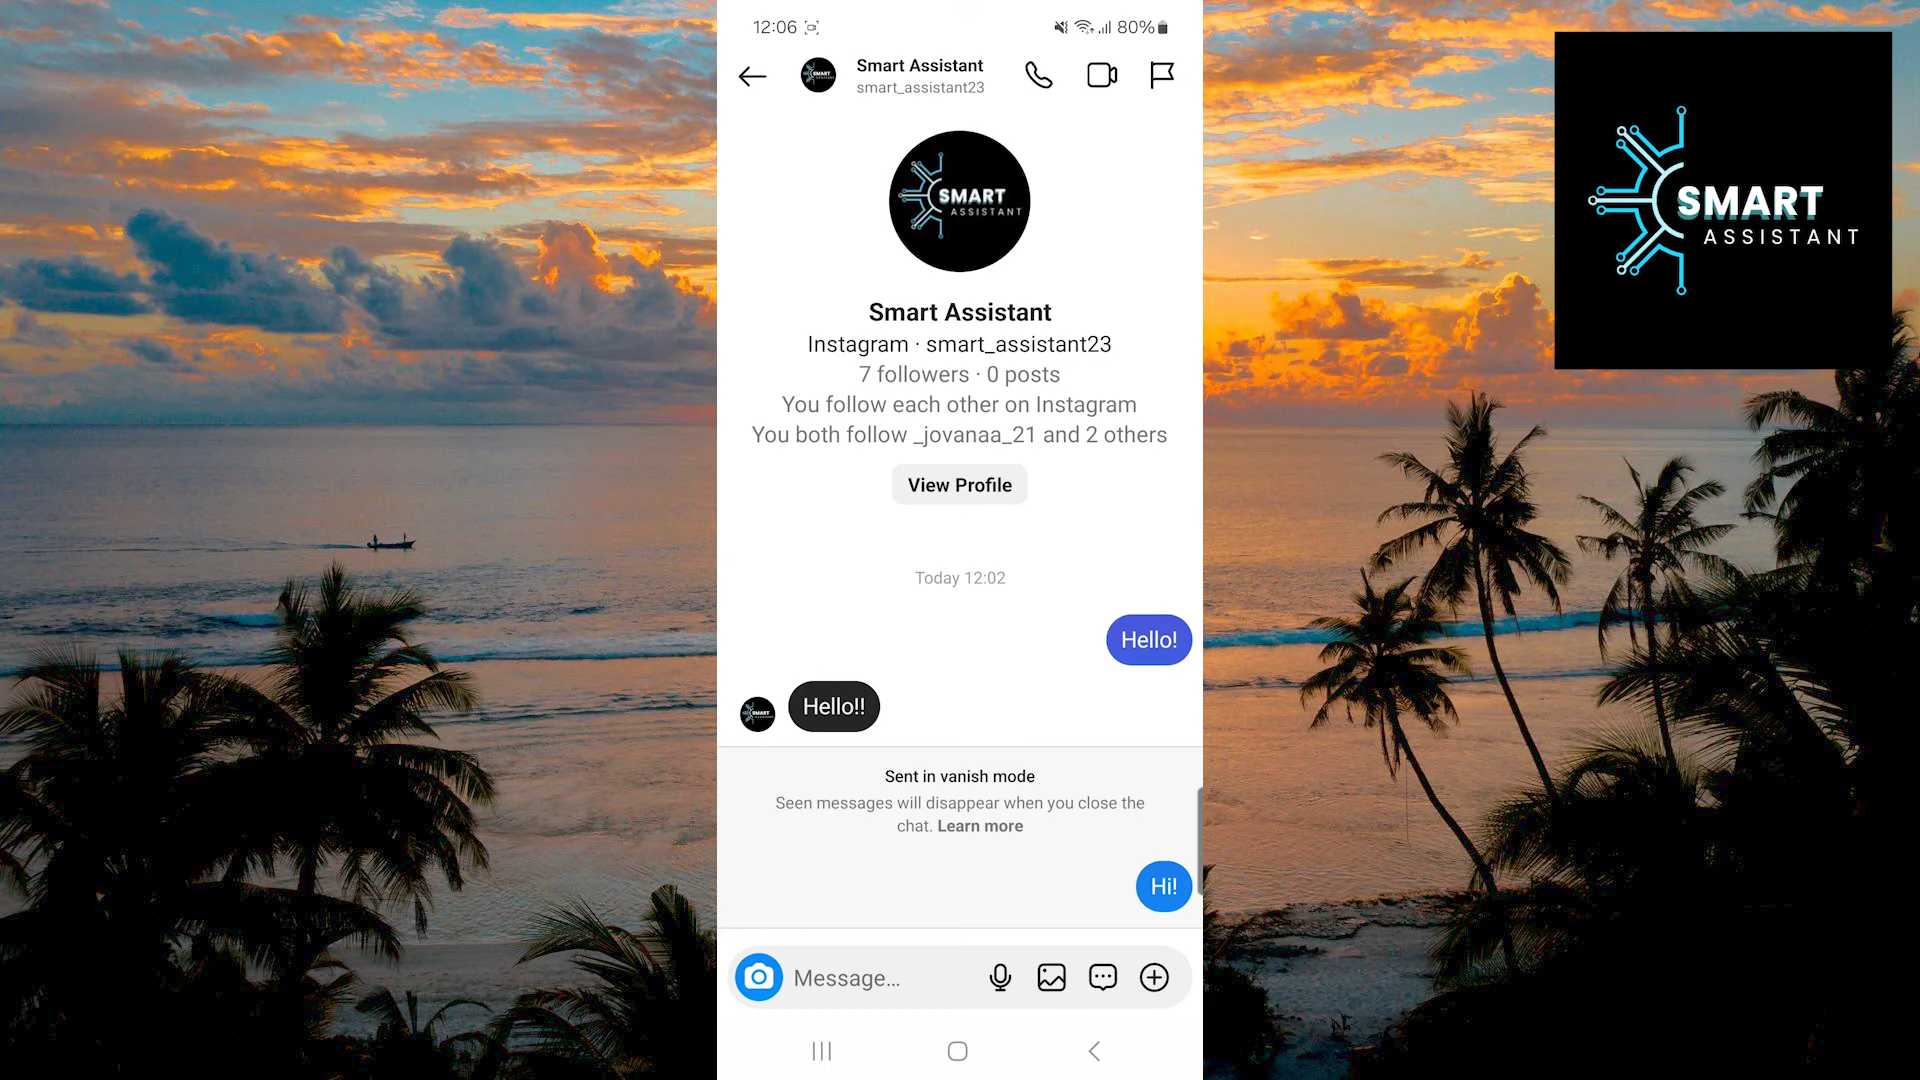 12:06
80%
Smart Assistant
smart_assistant23
SMART
ASSISTANT
SMART
ASSISTANT
Smart Assistant
Instagram · smart_assistant23
7 followers · 0 posts
You follow each other on Instagram
You both follow _jovanaa_21 and 2 others
View Profile
Today 12:02
Hello!
Hello!!
Sent in vanish mode
Seen messages will disappear when you close the
chat. Learn more
Hi!
Message...